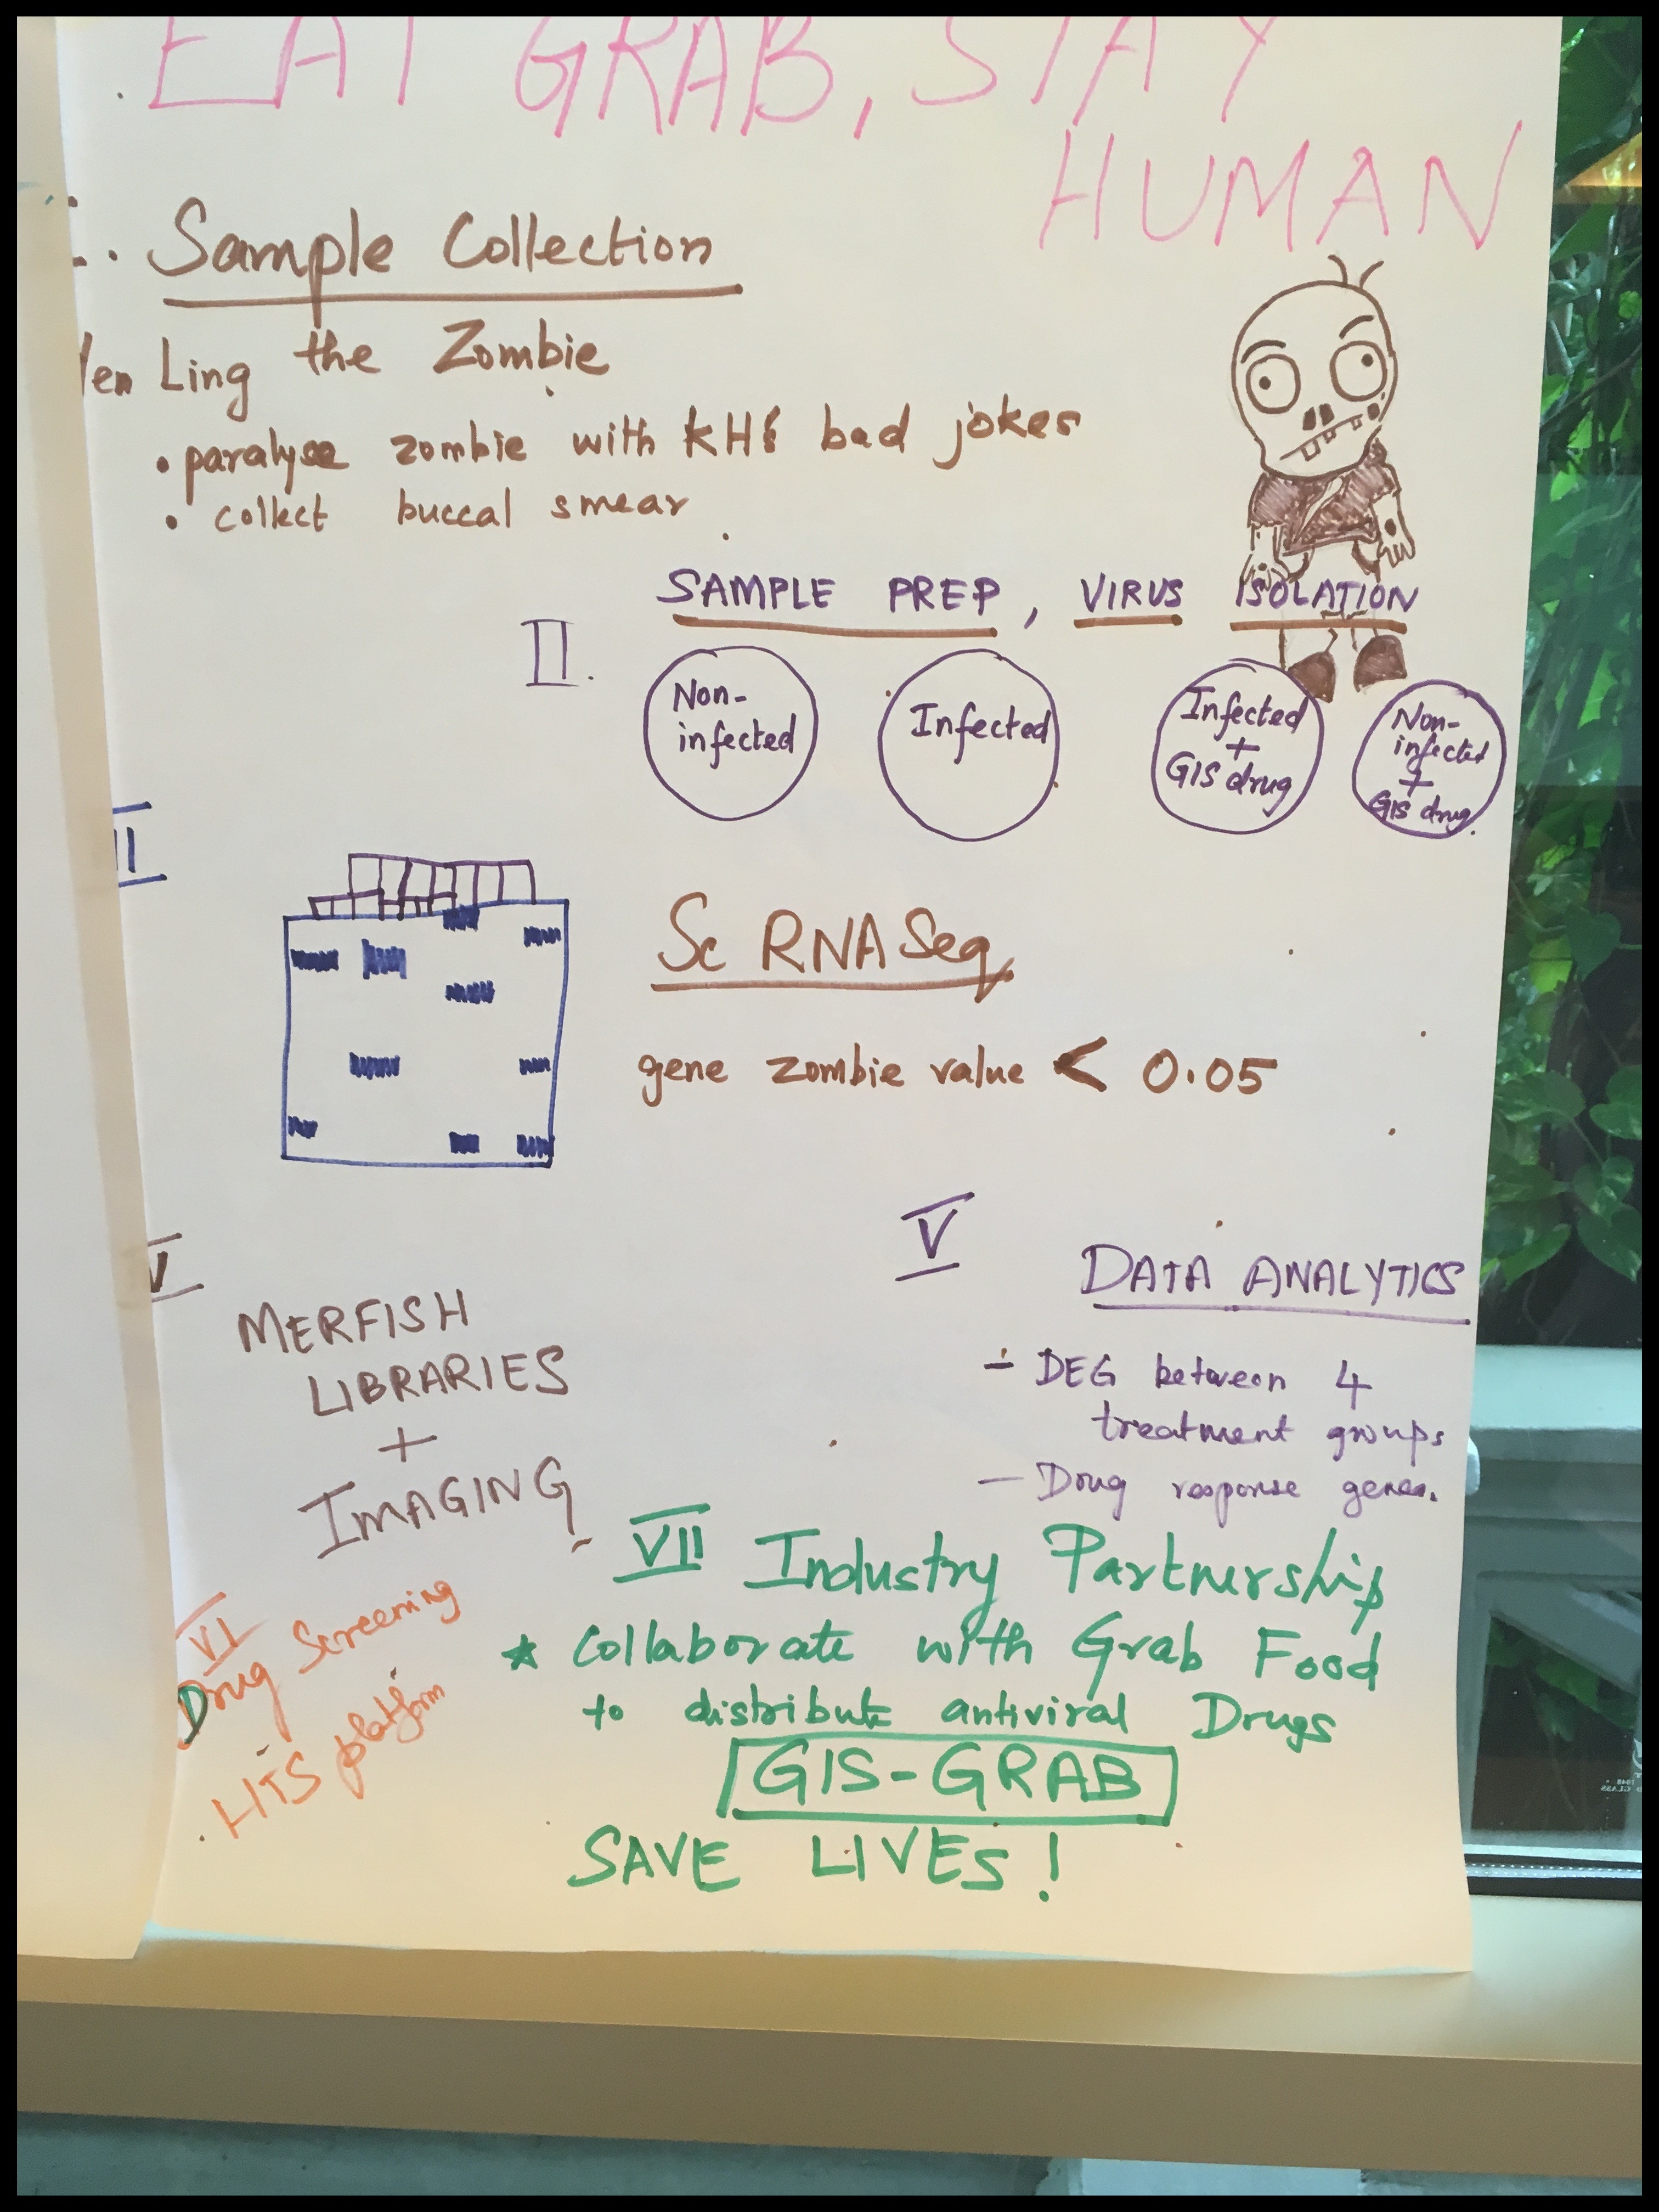 EAT GRAB, STAY
HUMAN
Sample Collection
Ling the Zombie
• paralyse zombie with KH's bad jokes
• collect buccal smear
II. SAMPLE PREP, VIRUS ISOLATION
Non-
infected
Infected
Infected
+
GIS drug
Non-
infected
+
GIS drug
II
Sc RNA Seq
gene zombie value < 0.05
V
MERFISH
LIBRARIES
+
IMAGING
V
DATA ANALYTICS
- DEG between 4
treatment groups
- Drug response genes.
VI
Drug Screening
HTS platform
VII Industry Partnership
* Collaborate with Grab Food
to distribute antiviral Drugs
GIS-GRAB
SAVE LIVES!